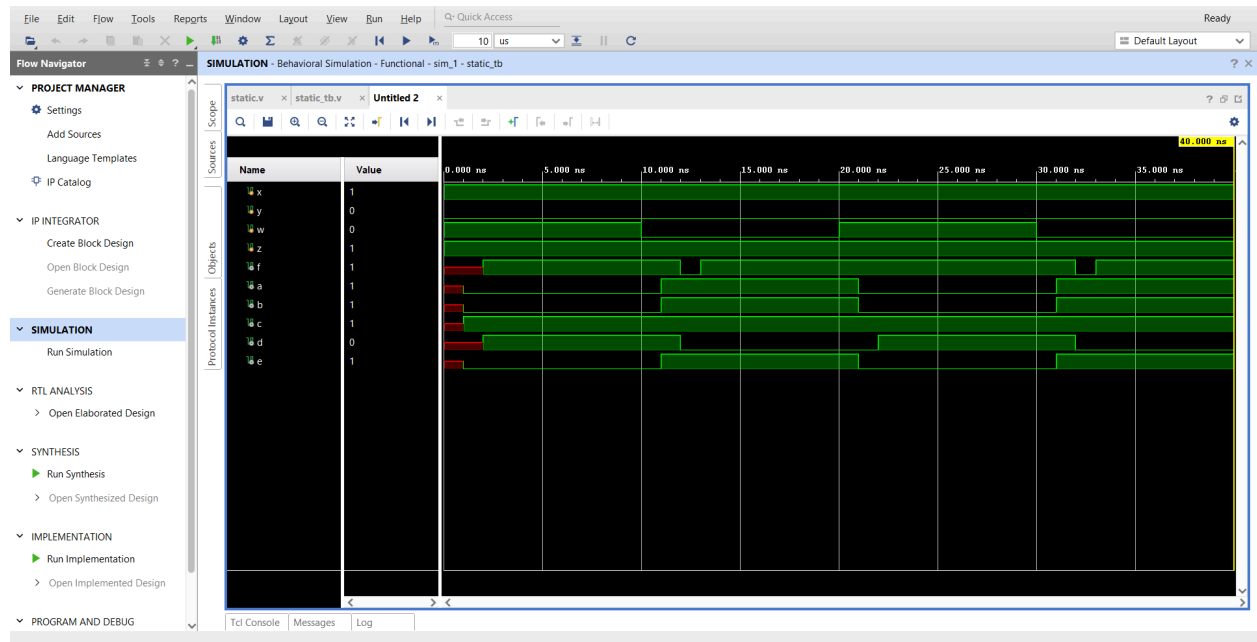 File Edit Flow Tools Reports Window Layout View Run Help Q- Quick Access Ready
10 us Default Layout
Flow Navigator ? SIMULATION - Behavioral Simulation - Functional - sim_1 - static_tb ? ×
PROJECT MANAGER
Settings
Add Sources
Language Templates
IP Catalog
IP INTEGRATOR
Create Block Design
Open Block Design
Generate Block Design
SIMULATION
Run Simulation
RTL ANALYSIS
Open Elaborated Design
SYNTHESIS
Run Synthesis
Open Synthesized Design
IMPLEMENTATION
Run Implementation
Open Implemented Design
PROGRAM AND DEBUG
Scope
Sources
Objects
Protocol Instances
static.v × static_tb.v × Untitled 2 × ?
40.000 ns
Name Value 0.000 ns 5.000 ns 10.000 ns 15.000 ns 20.000 ns 25.000 ns 30.000 ns 35.000 ns
x 1
y 0
w 0
z 1
f 1
a 1
b 1
c 1
d 0
e 1
Tcl Console Messages Log